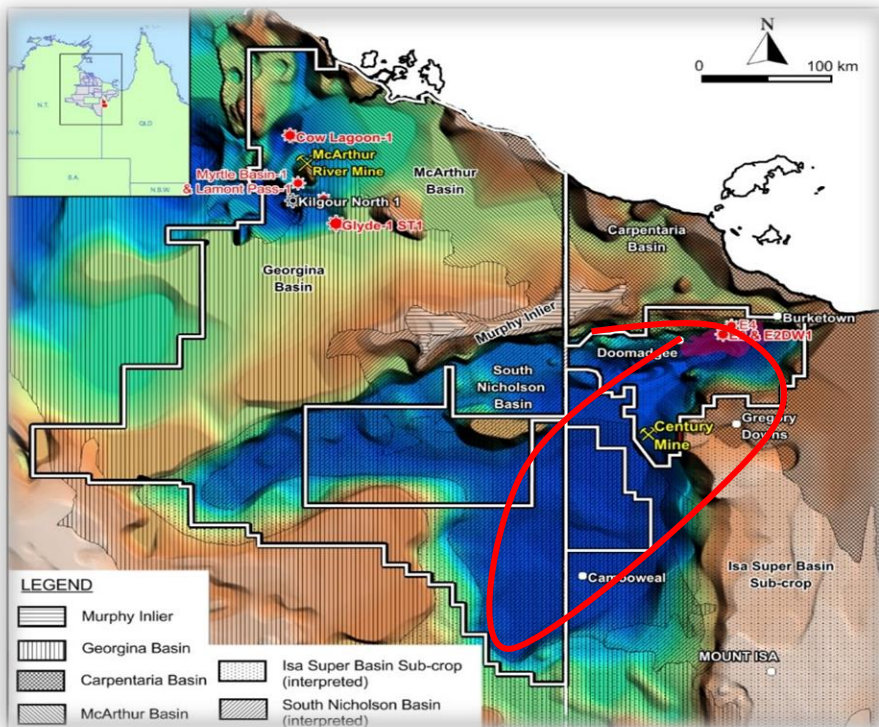 N.T.
QLD
S.A.
N.S.W
N
0 100 km
Cow Lagoon-1
McArthur
River Mine
McArthur
Basin
Myrtle Basin-1
& Lamont Pass-1
Kilgour North 1
Glyde-1 ST1
Carpentaria
Basin
Georgina
Basin
Murphy Inlier
Burketown
E4
& E2DW1
Doomadgee
South
Nicholson
Basin
Gregory
Downs
Century
Mine
Isa Super Basin
Sub-crop
Camooweal
MOUNT ISA
LEGEND
Murphy Inlier
Georgina Basin
Carpentaria Basin
McArthur Basin
Isa Super Basin Sub-crop
(interpreted)
South Nicholson Basin
(interpreted)